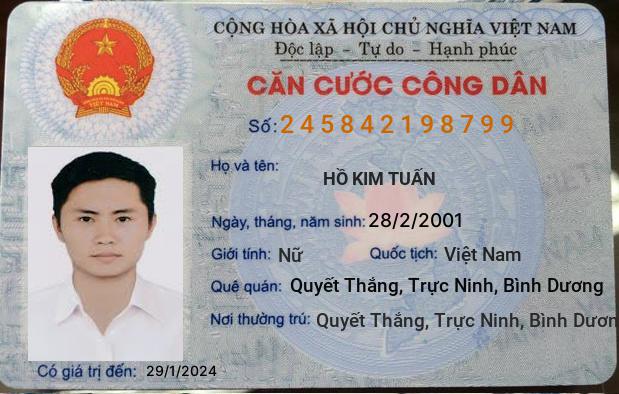 CỘNG HÒA XÃ HỘI CHỦ NGHĨA VIỆT NAM
Độc lập - Tự do - Hạnh phúc
CĂN CƯỚC CÔNG DÂN
Số: 245842198799
Họ và tên:
HỒ KIM TUẤN
Ngày, tháng, năm sinh: 28/2/2001
Giới tính: Nữ Quốc tịch: Việt Nam
Quê quán: Quyết Thắng, Trực Ninh, Bình Dương
Nơi thường trú: Quyết Thắng, Trực Ninh, Bình Dươn
Có giá trị đến: 29/1/2024
VIỆT NAM